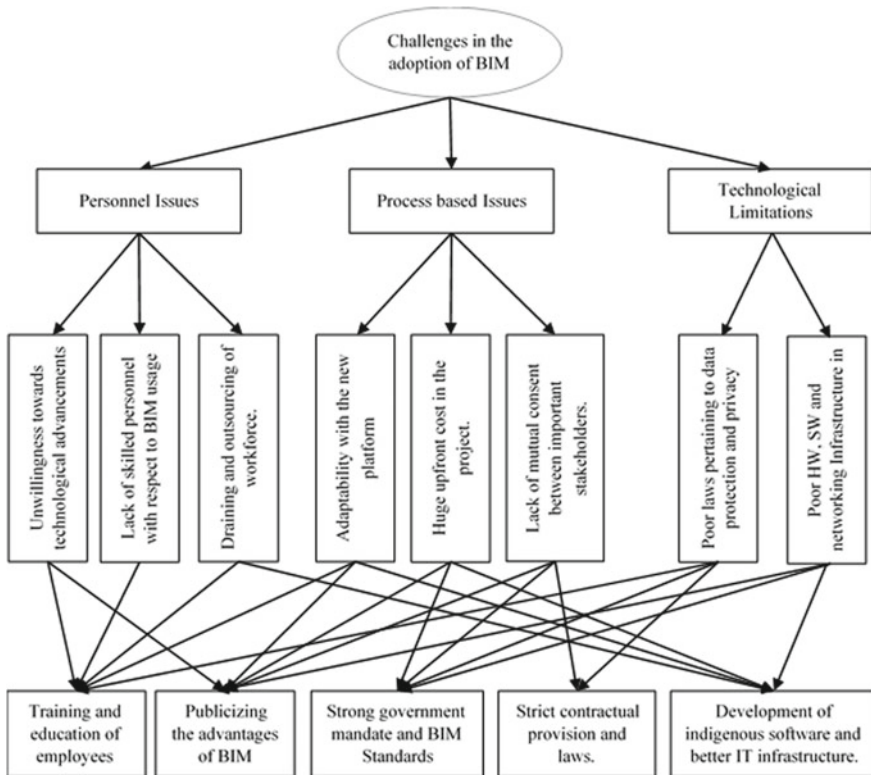 Challenges in the
adoption of BIM
Personnel Issues
Process based Issues
Technological
Limitations
Unwillingness towards
technological advancements
Lack of skilled personnel
with respect to BIM usage
Draining and outsourcing of
workforce.
Adaptability with the new
platform
Huge upfront cost in the
project.
Lack of mutual consent
between important
stakeholders.
Poor laws pertaining to data
protection and privacy
Poor HW, SW and
networking Infrastructure in
Training and
education of
employees
Publicizing
the advantages
of BIM
Strong government
mandate and BIM
Standards
Strict contractual
provision and
laws.
Development of
indigenous software and
better IT infrastructure.